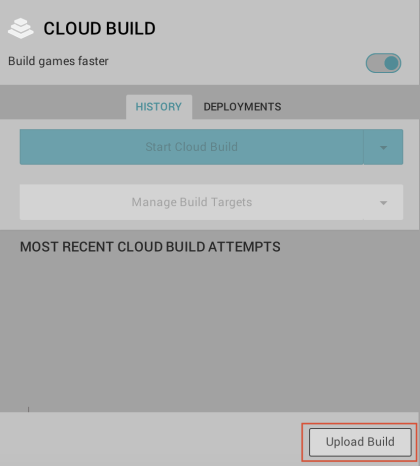 CLOUD BUILD
Build games faster
HISTORY DEPLOYMENTS
Start Cloud Build
Manage Build Targets
MOST RECENT CLOUD BUILD ATTEMPTS
Upload Build